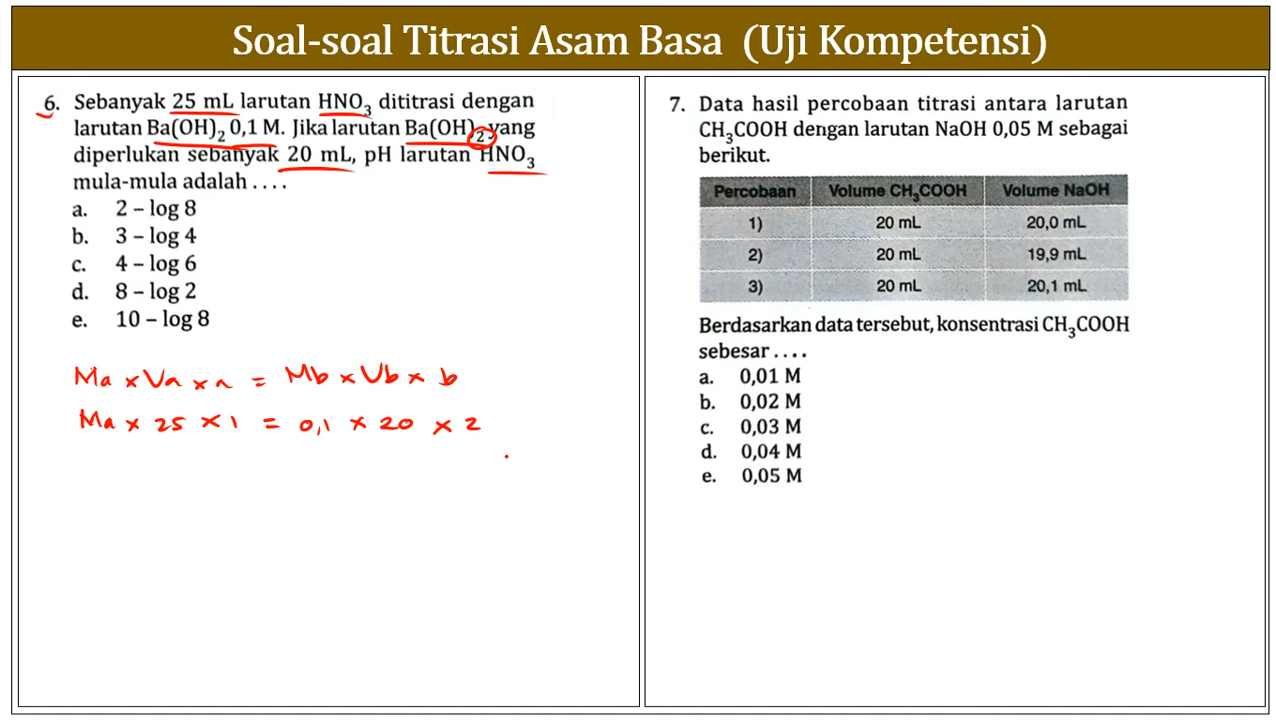 Soal-soal Titrasi Asam Basa (Uji Kompetensi)
6. Sebanyak 25 mL larutan HNO₃ dititrasi dengan
larutan Ba(OH)₂ 0,1 M. Jika larutan Ba(OH)₂ yang
diperlukan sebanyak 20 mL, pH larutan HNO₃
mula-mula adalah . . . .
a. 2 – log 8
b. 3 – log 4
c. 4 – log 6
d. 8 – log 2
e. 10 – log 8
Ma × Va × a = Mb × Vb × b
Ma × 25 × 1 = 0,1 × 20 × 2
7. Data hasil percobaan titrasi antara larutan
CH₃COOH dengan larutan NaOH 0,05 M sebagai
berikut.
Percobaan Volume CH₃COOH Volume NaOH
1) 20 mL 20,0 mL
2) 20 mL 19,9 mL
3) 20 mL 20,1 mL
Berdasarkan data tersebut, konsentrasi CH₃COOH
sebesar . . . .
a. 0,01 M
b. 0,02 M
c. 0,03 M
d. 0,04 M
e. 0,05 M